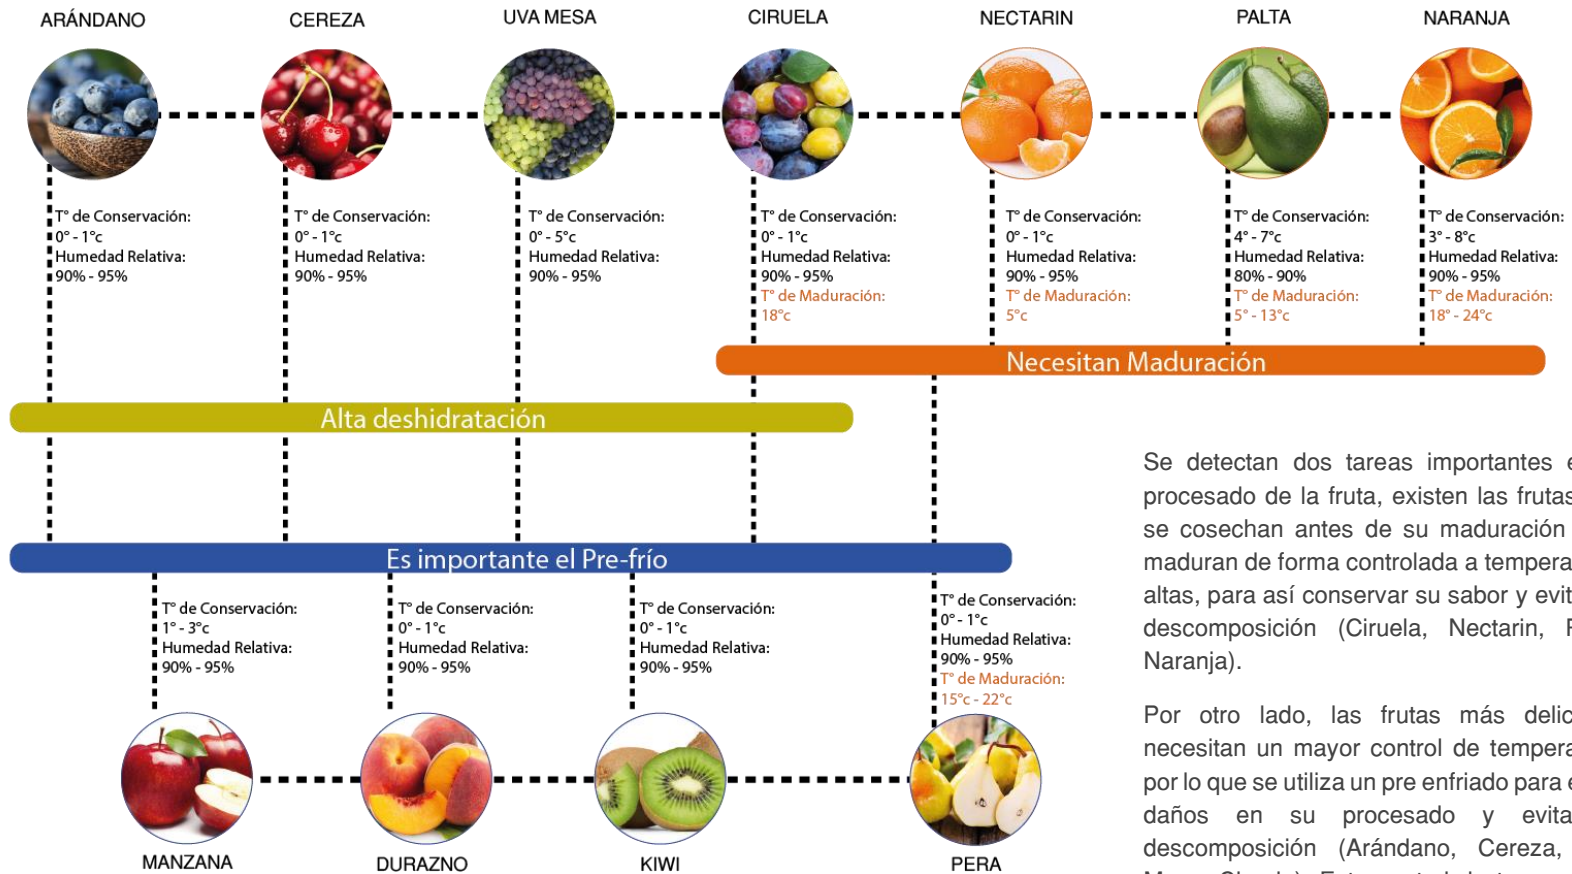 ARÁNDANO
CEREZA
UVA MESA
CIRUELA
NECTARIN
PALTA
NARANJA
T° de Conservación:
0° - 1°c
Humedad Relativa:
90% - 95%
T° de Conservación:
0° - 1°c
Humedad Relativa:
90% - 95%
T° de Conservación:
0° - 5°c
Humedad Relativa:
90% - 95%
T° de Conservación:
0° - 1°c
Humedad Relativa:
90% - 95%
T° de Maduración:
18°c
T° de Conservación:
0° - 1°c
Humedad Relativa:
90% - 95%
T° de Maduración:
5°c
T° de Conservación:
4° - 7°c
Humedad Relativa:
80% - 90%
T° de Maduración:
5° - 13°c
T° de Conservación:
3° - 8°c
Humedad Relativa:
90% - 95%
T° de Maduración:
18° - 24°c
Necesitan Maduración
Alta deshidratación
Es importante el Pre-frío
T° de Conservación:
1° - 3°c
Humedad Relativa:
90% - 95%
T° de Conservación:
0° - 1°c
Humedad Relativa:
90% - 95%
T° de Conservación:
0° - 1°c
Humedad Relativa:
90% - 95%
T° de Conservación:
0° - 1°c
Humedad Relativa:
90% - 95%
T° de Maduración:
15°c - 22°c
MANZANA
DURAZNO
KIWI
PERA
Se detectan dos tareas importantes
procesado de la fruta, existen las frutas
se cosechan antes de su maduración
maduran de forma controlada a
altas, para así conservar su sabor y
descomposición (Ciruela, Nectarin,
Naranja).
Por otro lado, las frutas más
necesitan un mayor control de
por lo que se utiliza un pre enfriado para
daños en su procesado y
descomposición (Arándano, Cereza,